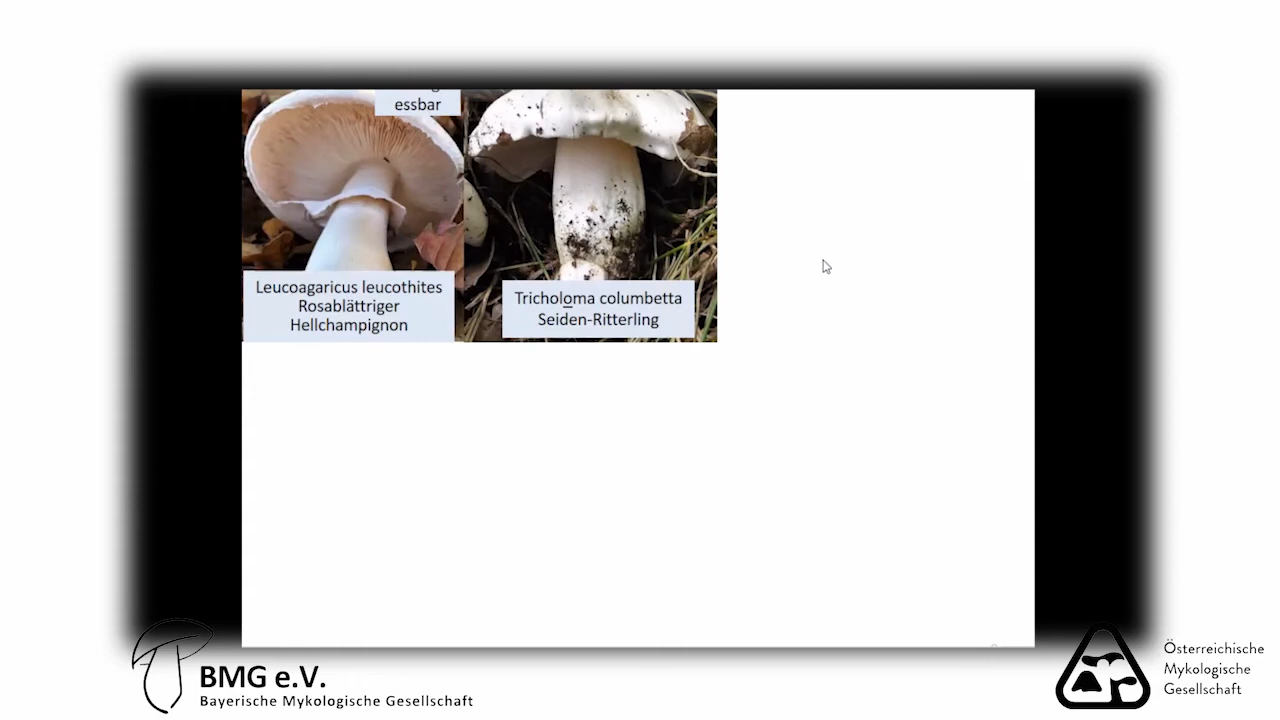 essbar
Leucoagaricus leucothites
Rosablättriger
Hellchampignon
Tricholoma columbetta
Seiden-Ritterling
BMG e.V.
Bayerische Mykologische Gesellschaft
Österreichische
Mykologische
Gesellschaft